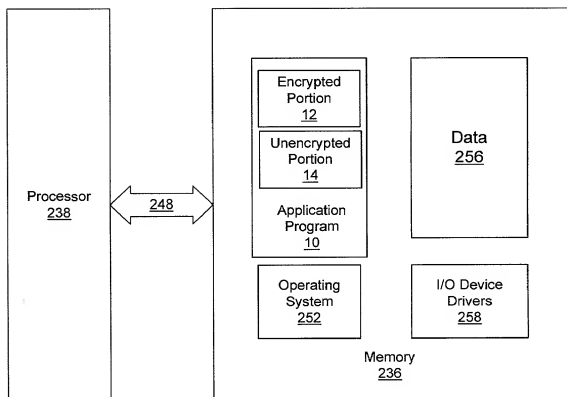 Processor
238
248
Encrypted
Portion
12
Unencrypted
Portion
14
Application
Program
10
Data
256
Operating
System
252
I/O Device
Drivers
258
Memory
236